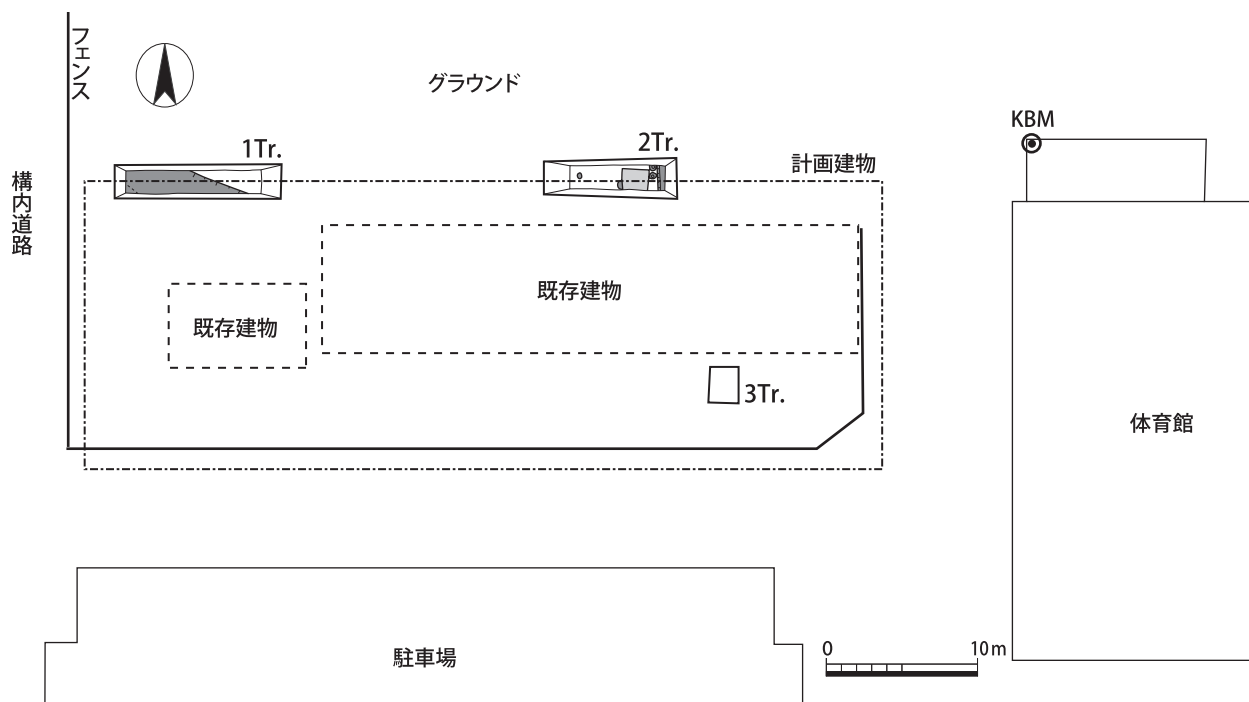 フェンス
グラウンド
KBM
1Tr.
2Tr.
計画建物
構内道路
既存建物
既存建物
3Tr.
体育館
駐車場
0
10m